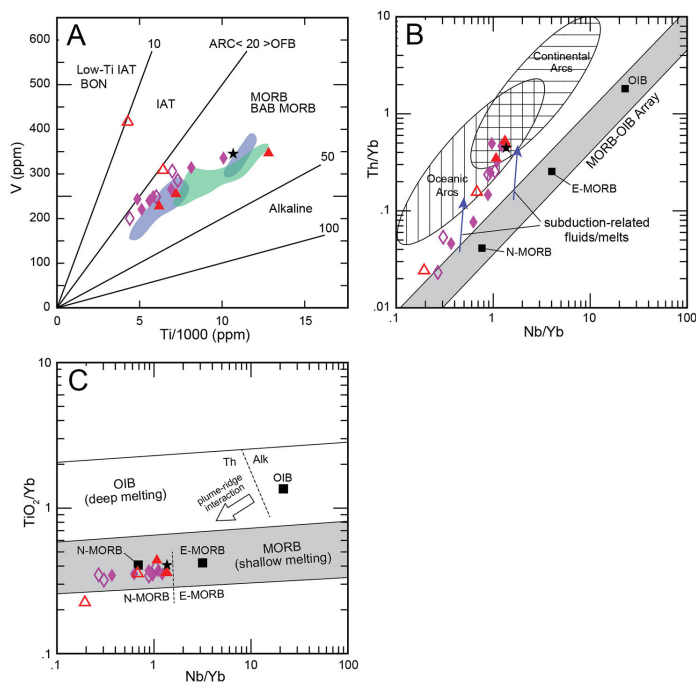 A
600
500
400
300
200
100
000
V (ppm)
0
5
10
15
Ti/1000 (ppm)
10
ARC< 20 >OFB
Low-Ti IAT
BON
IAT
MORB
BAB MORB
50
Alkaline
100
B
10
1
.1
.01
Th/Yb
.1
1
10
100
Nb/Yb
Continental
Arcs
OIB
MORB-OIB Array
Oceanic
Arcs
E-MORB
subduction-related
fluids/melts
N-MORB
C
10
1
.1
TiO2/Yb
.1
1
10
100
Nb/Yb
Th
Alk
OIB
(deep melting)
OIB
plume-ridge
interaction
N-MORB
E-MORB
MORB
(shallow melting)
N-MORB
E-MORB